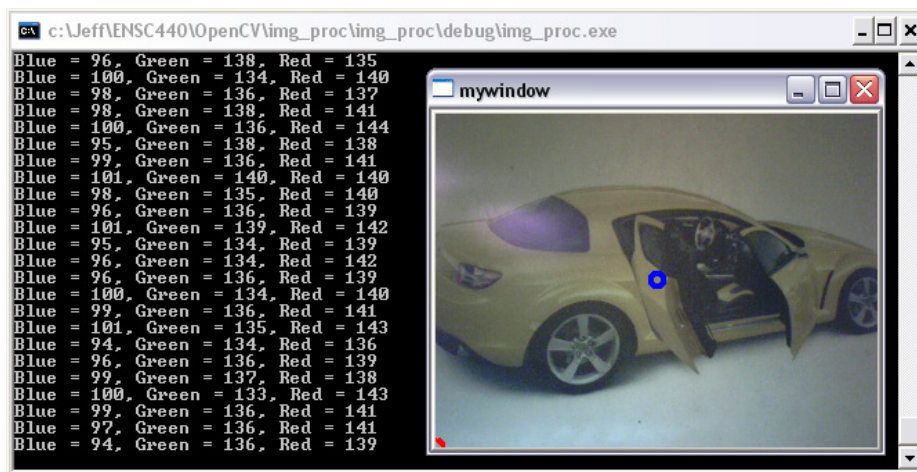 c:\Jeff\ENSC440\OpenCV\img_proc\img_proc\debug\img_proc.exe
Blue = 96, Green = 138, Red = 135
Blue = 100, Green = 134, Red = 140
Blue = 98, Green = 136, Red = 137
Blue = 98, Green = 138, Red = 141
Blue = 100, Green = 136, Red = 144
Blue = 95, Green = 138, Red = 138
Blue = 99, Green = 136, Red = 141
Blue = 101, Green = 140, Red = 140
Blue = 98, Green = 135, Red = 140
Blue = 96, Green = 136, Red = 139
Blue = 101, Green = 139, Red = 142
Blue = 95, Green = 134, Red = 139
Blue = 96, Green = 134, Red = 142
Blue = 96, Green = 136, Red = 139
Blue = 100, Green = 134, Red = 140
Blue = 99, Green = 136, Red = 141
Blue = 101, Green = 135, Red = 143
Blue = 94, Green = 134, Red = 136
Blue = 96, Green = 136, Red = 139
Blue = 99, Green = 137, Red = 138
Blue = 100, Green = 133, Red = 143
Blue = 99, Green = 136, Red = 141
Blue = 97, Green = 136, Red = 141
Blue = 94, Green = 136, Red = 139
mywindow